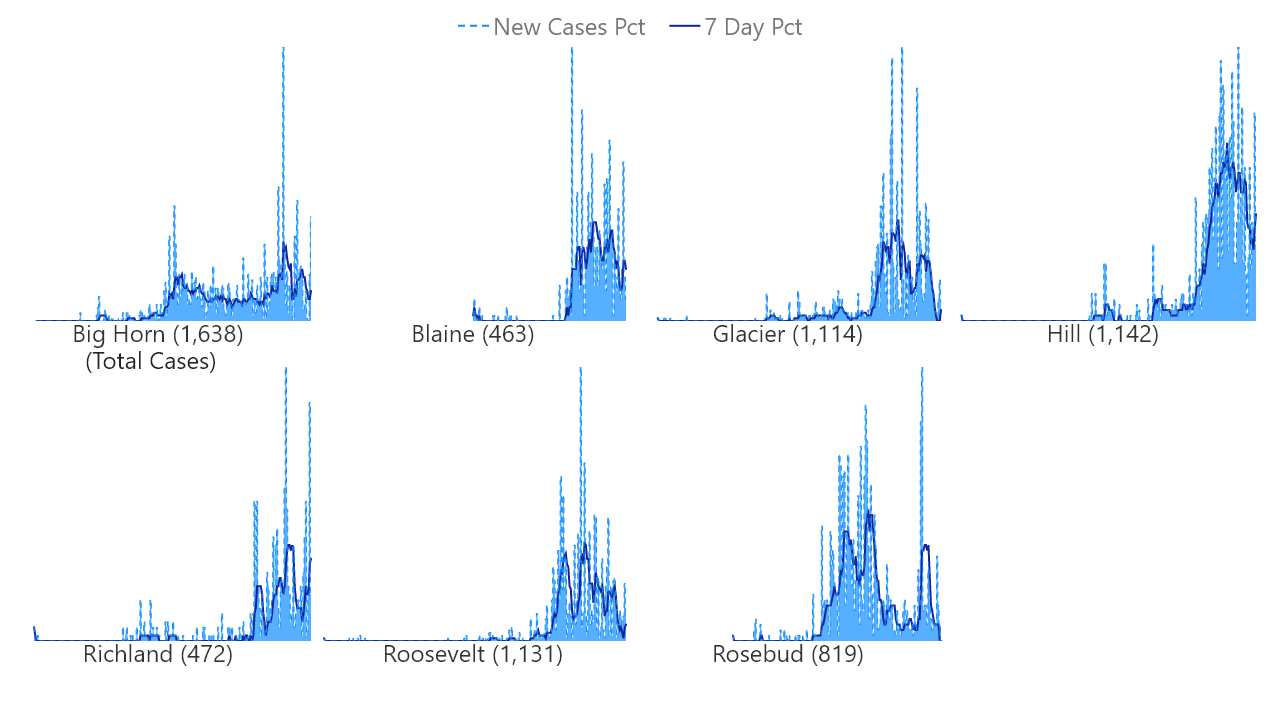 New Cases Pct 7 Day Pct
Big Horn (1,638) Blaine (463) Glacier (1,114) Hill (1,142)
(Total Cases)
Richland (472) Roosevelt (1,131) Rosebud (819)